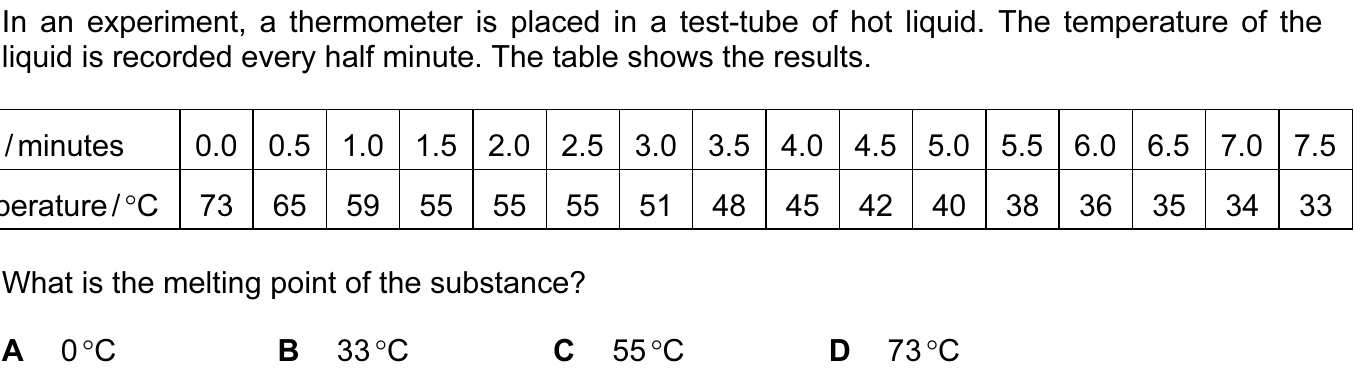 In an experiment, a thermometer is placed in a test-tube of hot liquid. The temperature of the
liquid is recorded every half minute. The table shows the results.
/ minutes 0.0 0.5 1.0 1.5 2.0 2.5 3.0 3.5 4.0 4.5 5.0 5.5 6.0 6.5 7.0 7.5
perature / °C 73 65 59 55 55 55 51 48 45 42 40 38 36 35 34 33
What is the melting point of the substance?
A 0 °C B 33 °C C 55 °C D 73 °C